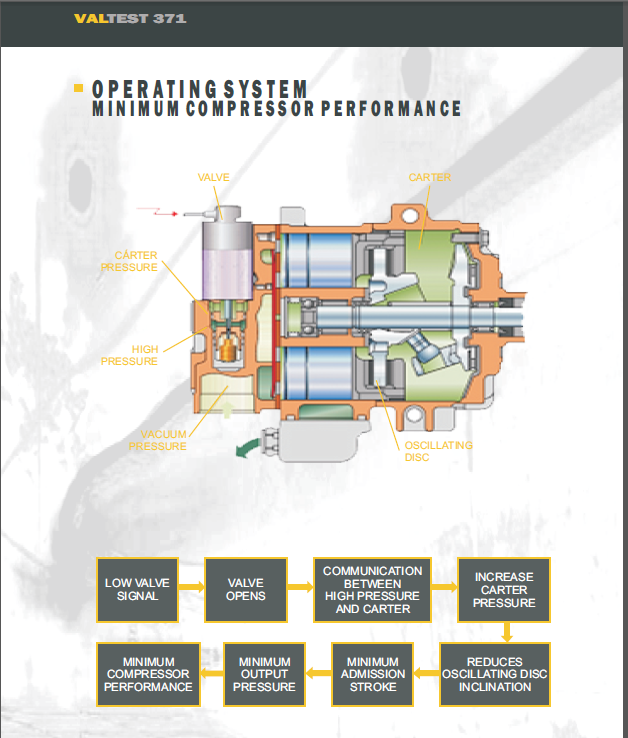 VALTEST 371
OPERATING SYSTEM
MINIMUM COMPRESSOR PERFORMANCE
VALVE
CARTER
CARTER
PRESSURE
HIGH
PRESSURE
VACUUM
PRESSURE
OSCILLATING
DISC
LOW VALVE
SIGNAL
VALVE
OPENS
COMMUNICATION
BETWEEN
HIGH PRESSURE
AND CARTER
INCREASE
CARTER
PRESSURE
MINIMUM
COMPRESSOR
PERFORMANCE
MINIMUM
OUTPUT
PRESSURE
MINIMUM
ADMISSION
STROKE
REDUCES
OSCILLATING DISC
INCLINATION